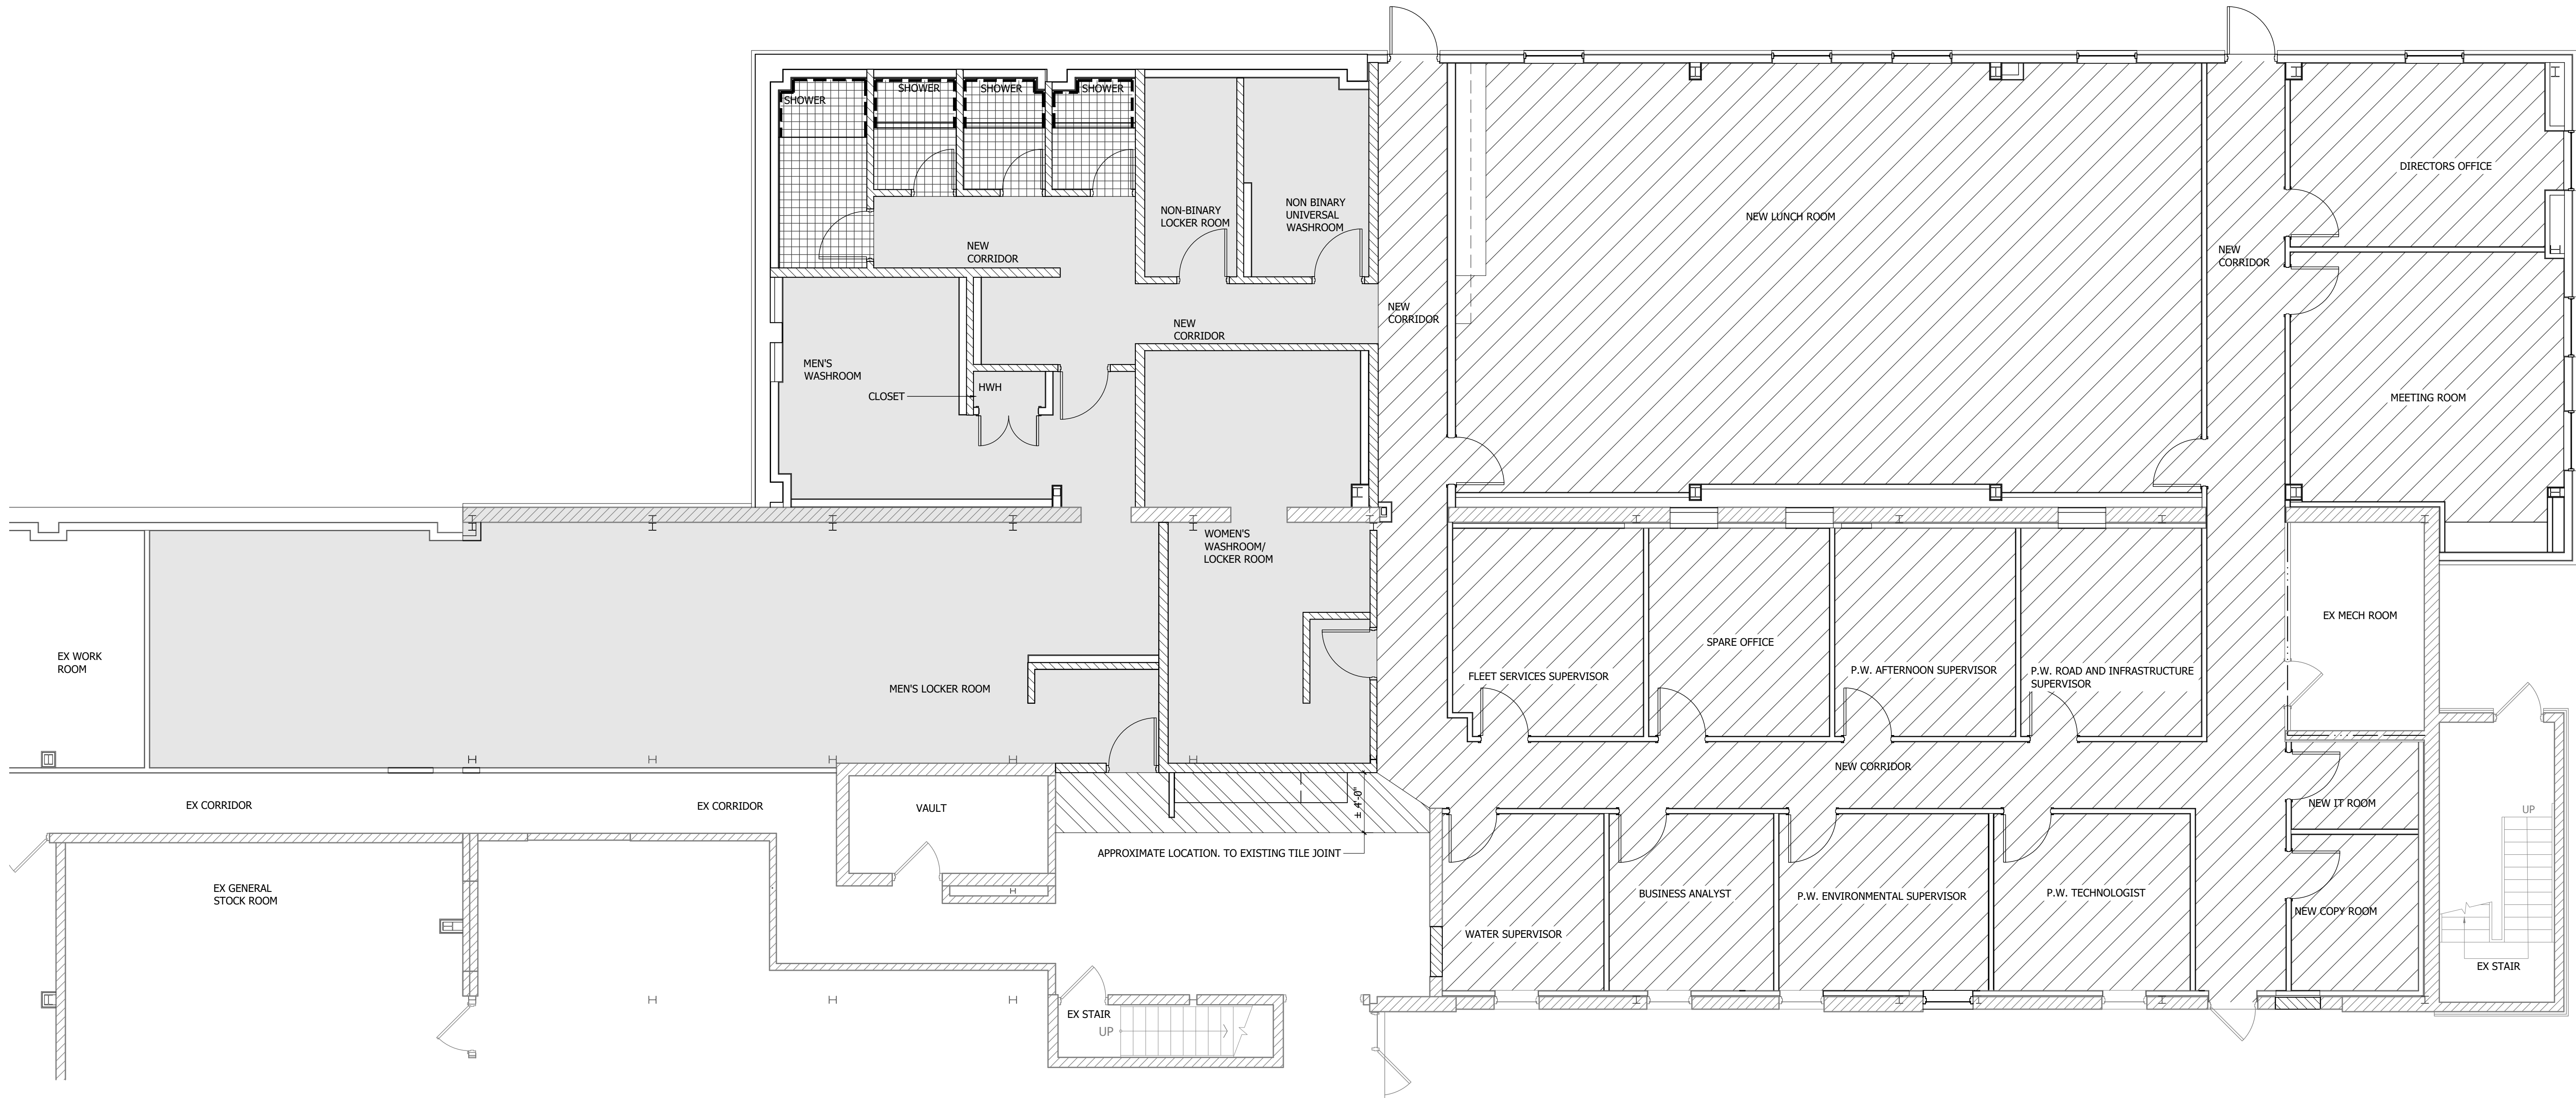 SHOWER
SHOWER
SHOWER
SHOWER
NON-BINARY
LOCKER ROOM
NON BINARY
UNIVERSAL
WASHROOM
NEW
CORRIDOR
NEW
CORRIDOR
NEW
CORRIDOR
NEW LUNCH ROOM
NEW
CORRIDOR
DIRECTORS OFFICE
MEETING ROOM
MEN'S
WASHROOM
CLOSET
HWH
WOMEN'S
WASHROOM/
LOCKER ROOM
EX WORK
ROOM
MEN'S LOCKER ROOM
FLEET SERVICES SUPERVISOR
SPARE OFFICE
P.W. AFTERNOON SUPERVISOR
P.W. ROAD AND INFRASTRUCTURE
SUPERVISOR
EX MECH ROOM
NEW CORRIDOR
EX CORRIDOR
EX CORRIDOR
VAULT
± 4'-0"
APPROXIMATE LOCATION. TO EXISTING TILE JOINT
NEW IT ROOM
UP
EX GENERAL
STOCK ROOM
WATER SUPERVISOR
BUSINESS ANALYST
P.W. ENVIRONMENTAL SUPERVISOR
P.W. TECHNOLOGIST
NEW COPY ROOM
EX STAIR
EX STAIR
UP